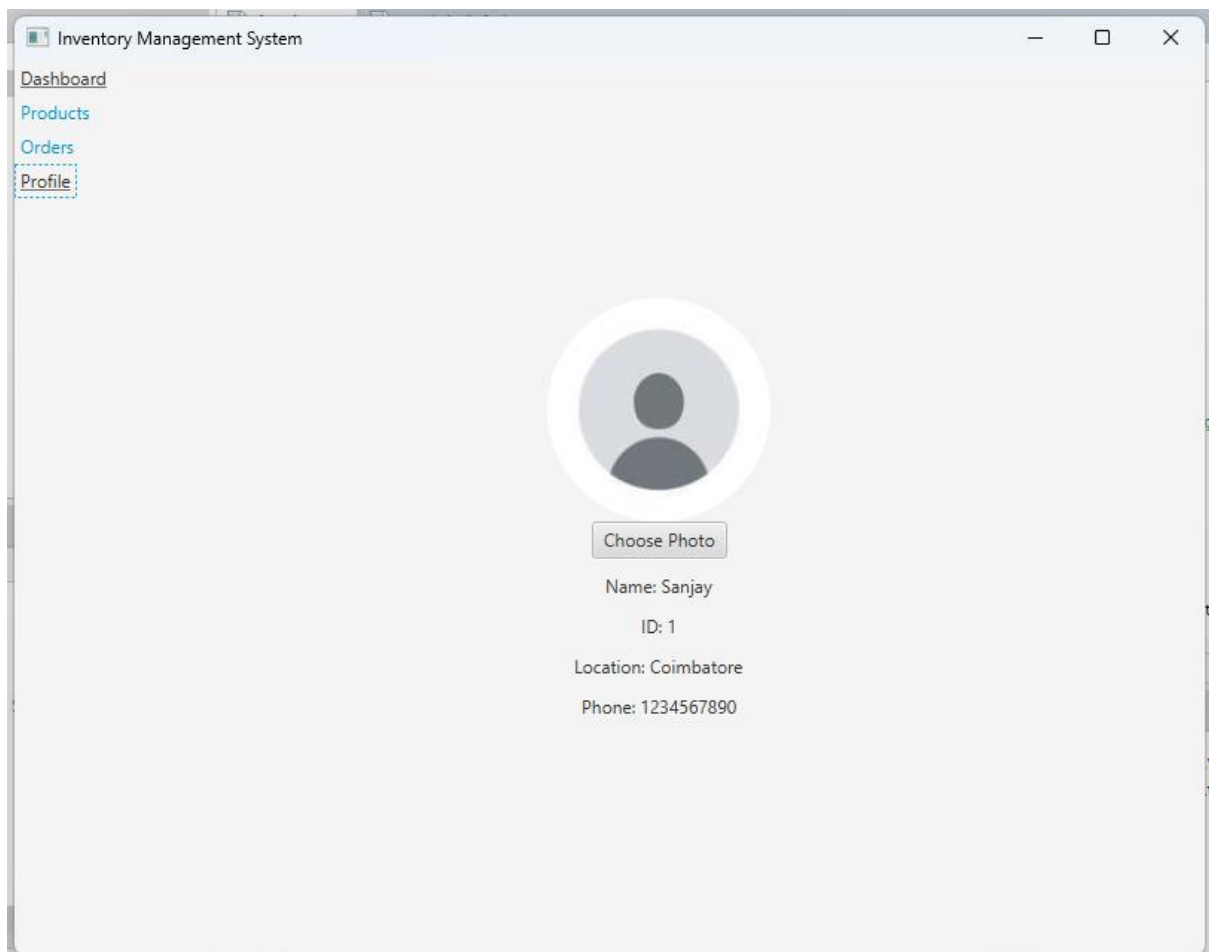 Inventory Management System
Dashboard
Products
Orders
Profile
Choose Photo
Name: Sanjay
ID: 1
Location: Coimbatore
Phone: 1234567890